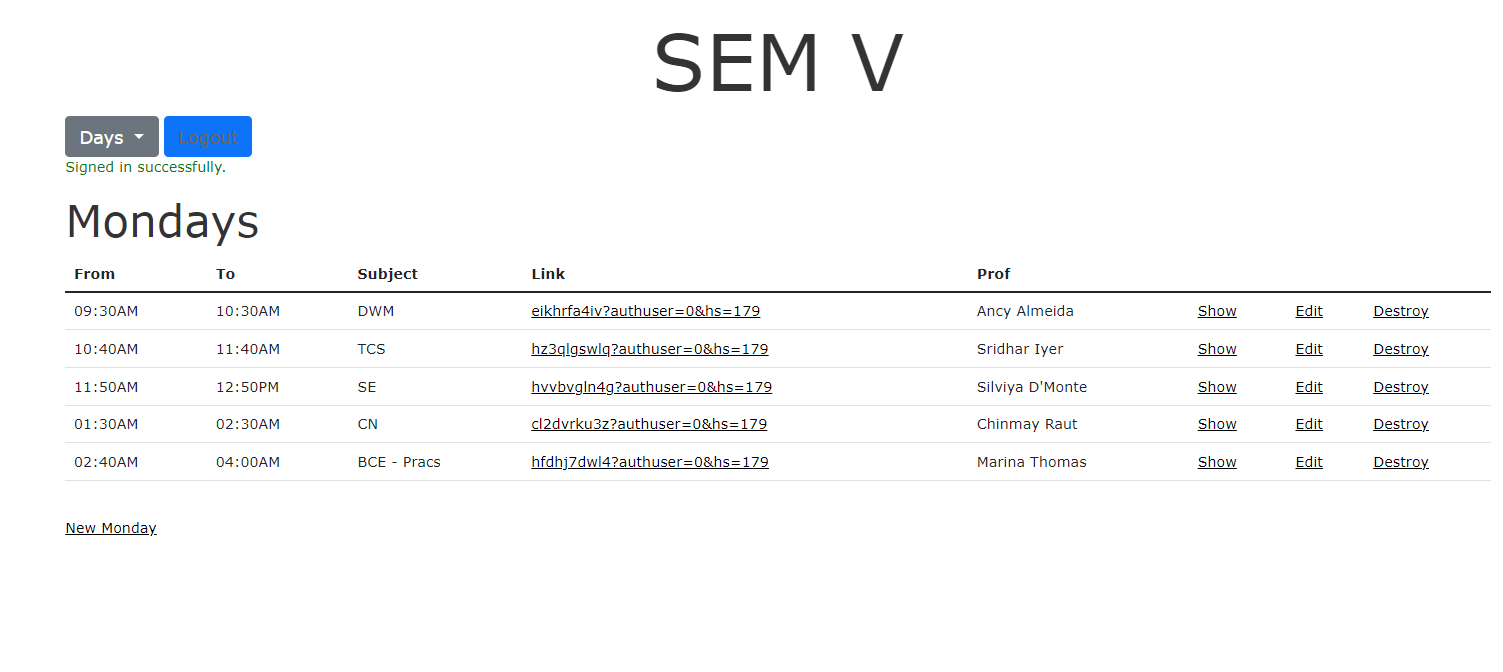 SEM V
Days Logout
Signed in successfully.
Mondays
From To Subject Link Prof
09:30AM 10:30AM DWM eikhrfa4iv?authuser=0&hs=179 Ancy Almeida Show Edit Destroy
10:40AM 11:40AM TCS hz3qlgswlq?authuser=0&hs=179 Sridhar Iyer Show Edit Destroy
11:50AM 12:50PM SE hvvbvgln4g?authuser=0&hs=179 Silviya D'Monte Show Edit Destroy
01:30AM 02:30AM CN cl2dvrku3z?authuser=0&hs=179 Chinmay Raut Show Edit Destroy
02:40AM 04:00AM BCE - Pracs hfdhj7dwl4?authuser=0&hs=179 Marina Thomas Show Edit Destroy
New Monday